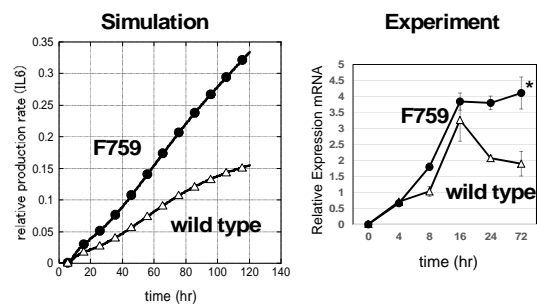 Simulation
relative production rate (IL6)
0.35
0.3
0.25
0.2
0.15
0.1
0.05
0
F759
wild type
0 20 40 60 80 100 120 140
time (hr)
Experiment
Relative Expression mRNA
5
4.5
4
3.5
3
2.5
2
1.5
1
0.5
0
*
F759
wild type
0 4 8 16 24 72
time (hr)